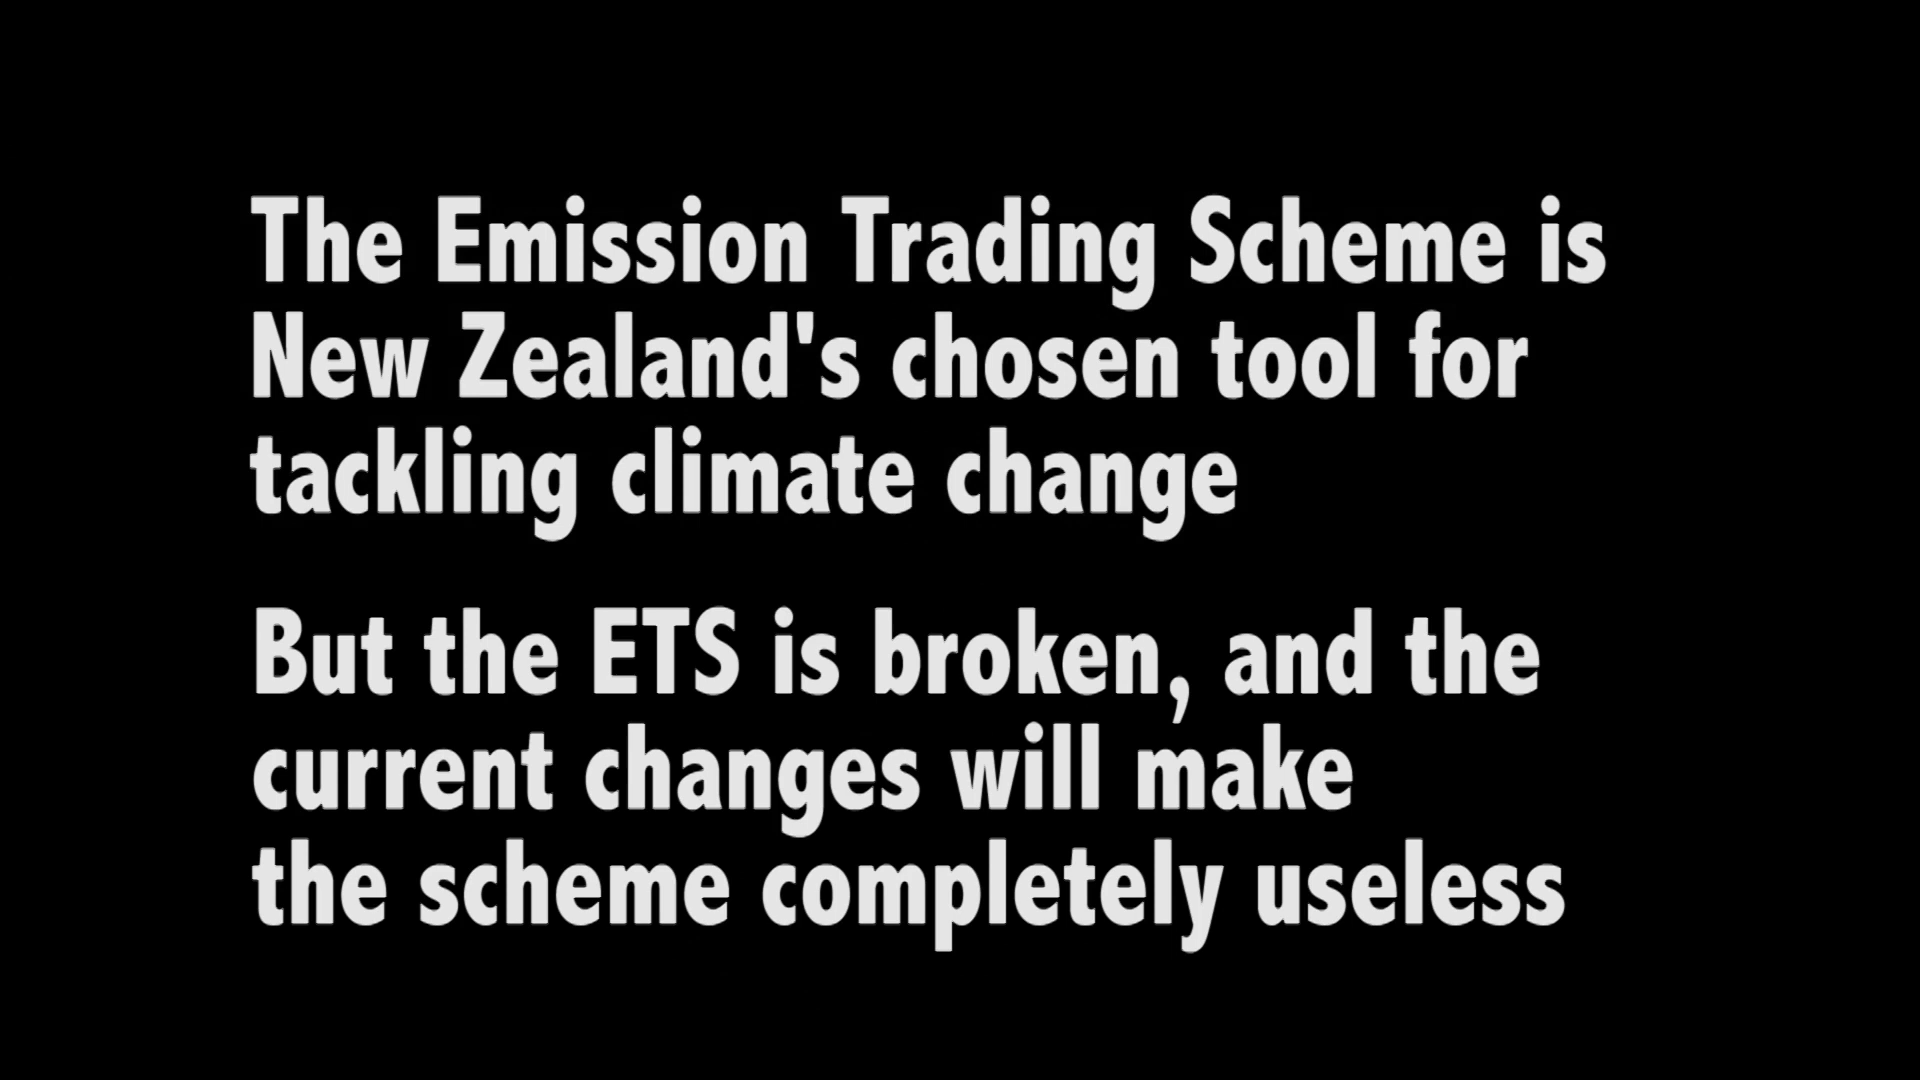 The Emission Trading Scheme is
New Zealand's chosen tool for
tackling climate change
But the ETS is broken, and the
current changes will make
the scheme completely useless